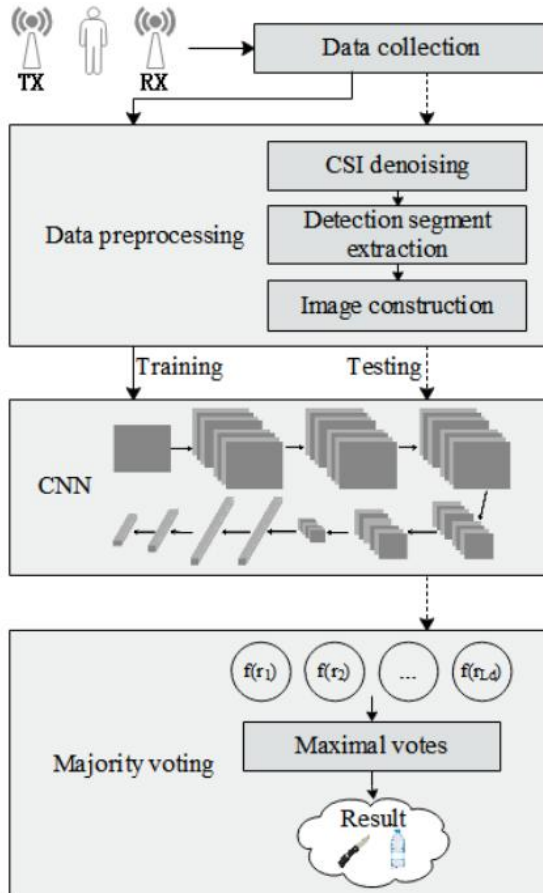 TX
RX
Data collection
Data preprocessing
CSI denoising
Detection segment
extraction
Image construction
Training
Testing
CNN
f(r1)
f(r2)
...
f(rLd)
Majority voting
Maximal votes
Result